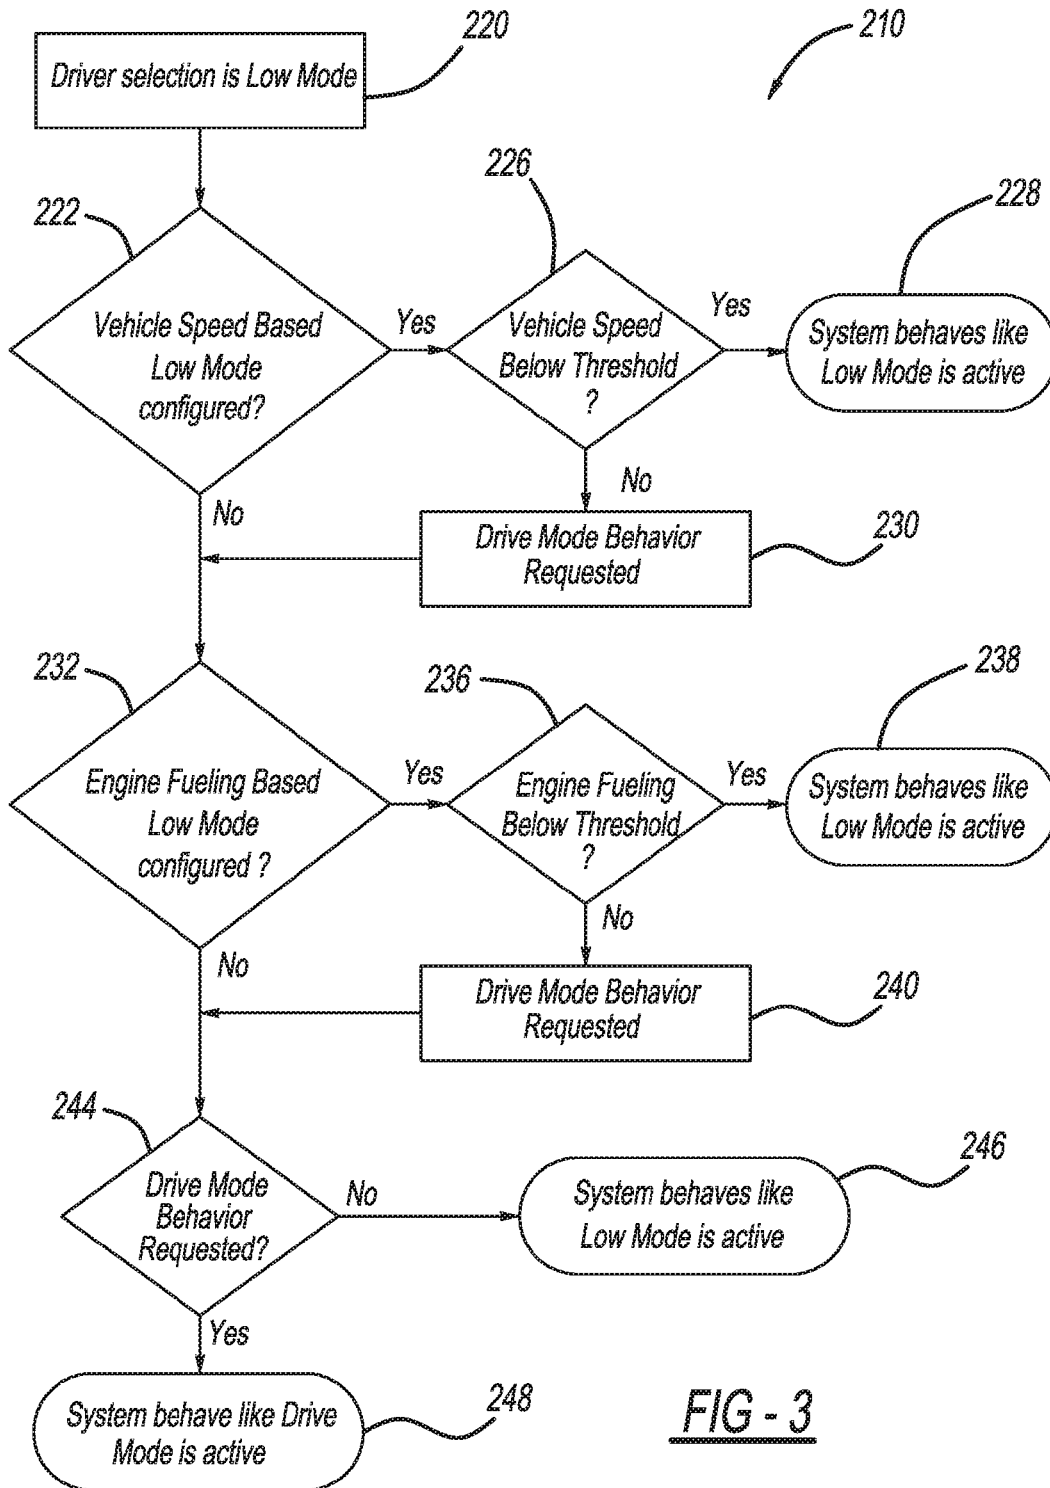 220
210
Driver selection is Low Mode
226
228
222
Vehicle Speed Based
Low Mode
configured?
Yes
Vehicle Speed
Below Threshold
?
Yes
System behaves like
Low Mode is active
No
No
Drive Mode Behavior
Requested
230
232
236
238
Engine Fueling Based
Low Mode
configured ?
Yes
Engine Fueling
Below Threshold
?
Yes
System behaves like
Low Mode is active
No
No
Drive Mode Behavior
Requested
240
244
Drive Mode
Behavior
Requested?
No
System behaves like
Low Mode is active
246
Yes
System behave like Drive
Mode is active
248
FIG - 3